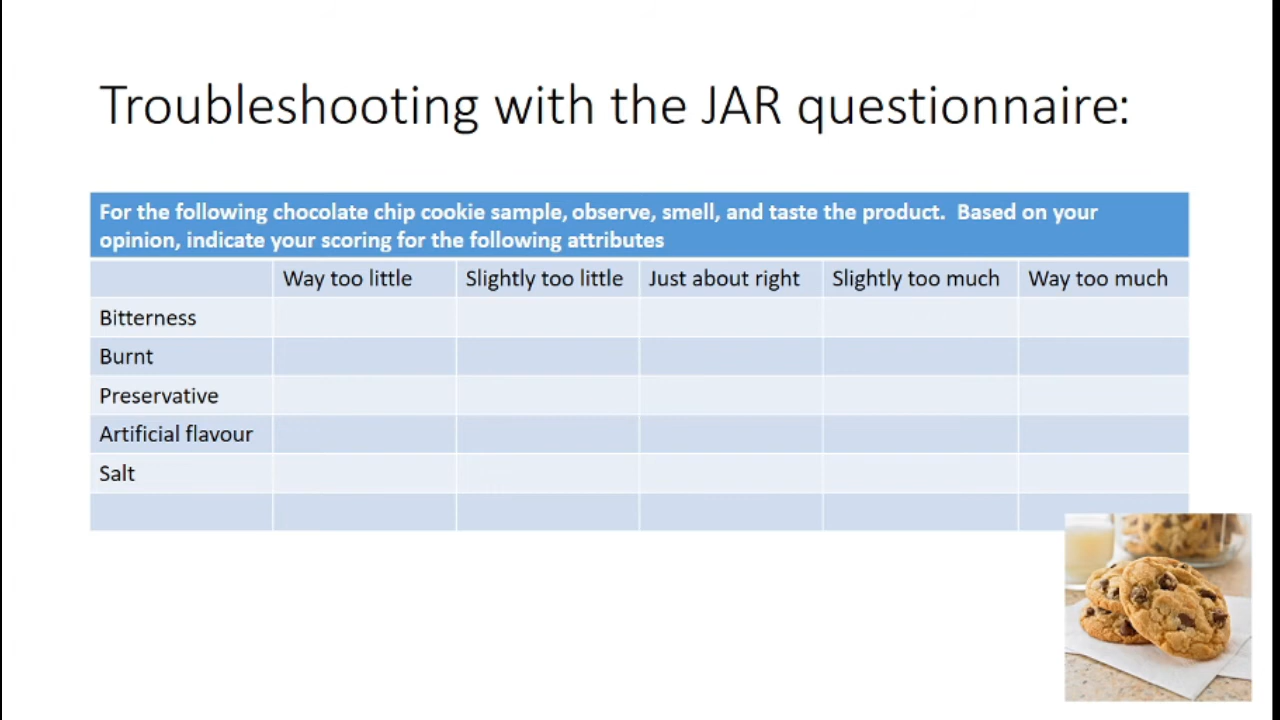 Troubleshooting with the JAR questionnaire:
For the following chocolate chip cookie sample, observe, smell, and taste the product. Based on your
opinion, indicate your scoring for the following attributes
Way too little Slightly too little Just about right Slightly too much Way too much
Bitterness
Burnt
Preservative
Artificial flavour
Salt